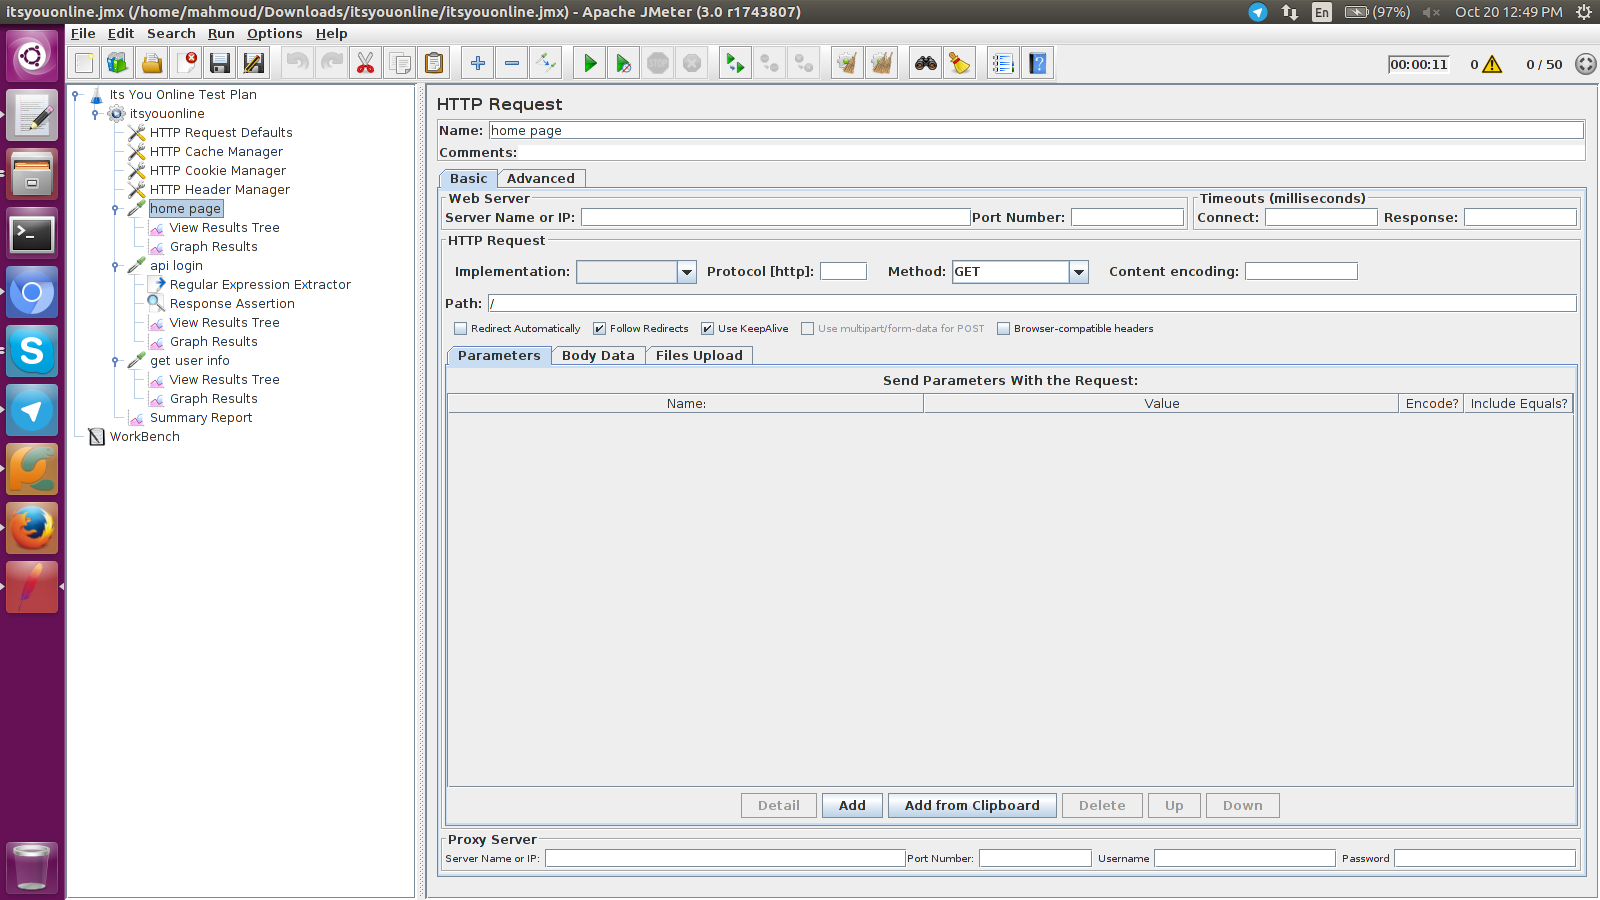 itsyouonline.jmx (/home/mahmoud/Downloads/itsyouonline/itsyouonline.jmx) - Apache JMeter (3.0 r1743807)
En (97%) Oct 20 12:49 PM
File Edit Search Run Options Help
STOP
00:00:11 0 0 / 50
Its You Online Test Plan
itsyouonline
HTTP Request Defaults
HTTP Cache Manager
HTTP Cookie Manager
HTTP Header Manager
home page
View Results Tree
Graph Results
api login
Regular Expression Extractor
Response Assertion
View Results Tree
Graph Results
get user info
View Results Tree
Graph Results
Summary Report
WorkBench
HTTP Request
Name: home page
Comments:
Basic Advanced
Web Server
Server Name or IP: Port Number:
Timeouts (milliseconds)
Connect: Response:
HTTP Request
Implementation: Protocol [http]: Method: GET Content encoding:
Path: /
Redirect Automatically Follow Redirects Use KeepAlive Use multipart/form-data for POST Browser-compatible headers
Parameters Body Data Files Upload
Send Parameters With the Request:
Name: Value Encode? Include Equals?
Detail Add Add from Clipboard Delete Up Down
Proxy Server
Server Name or IP: Port Number: Username Password